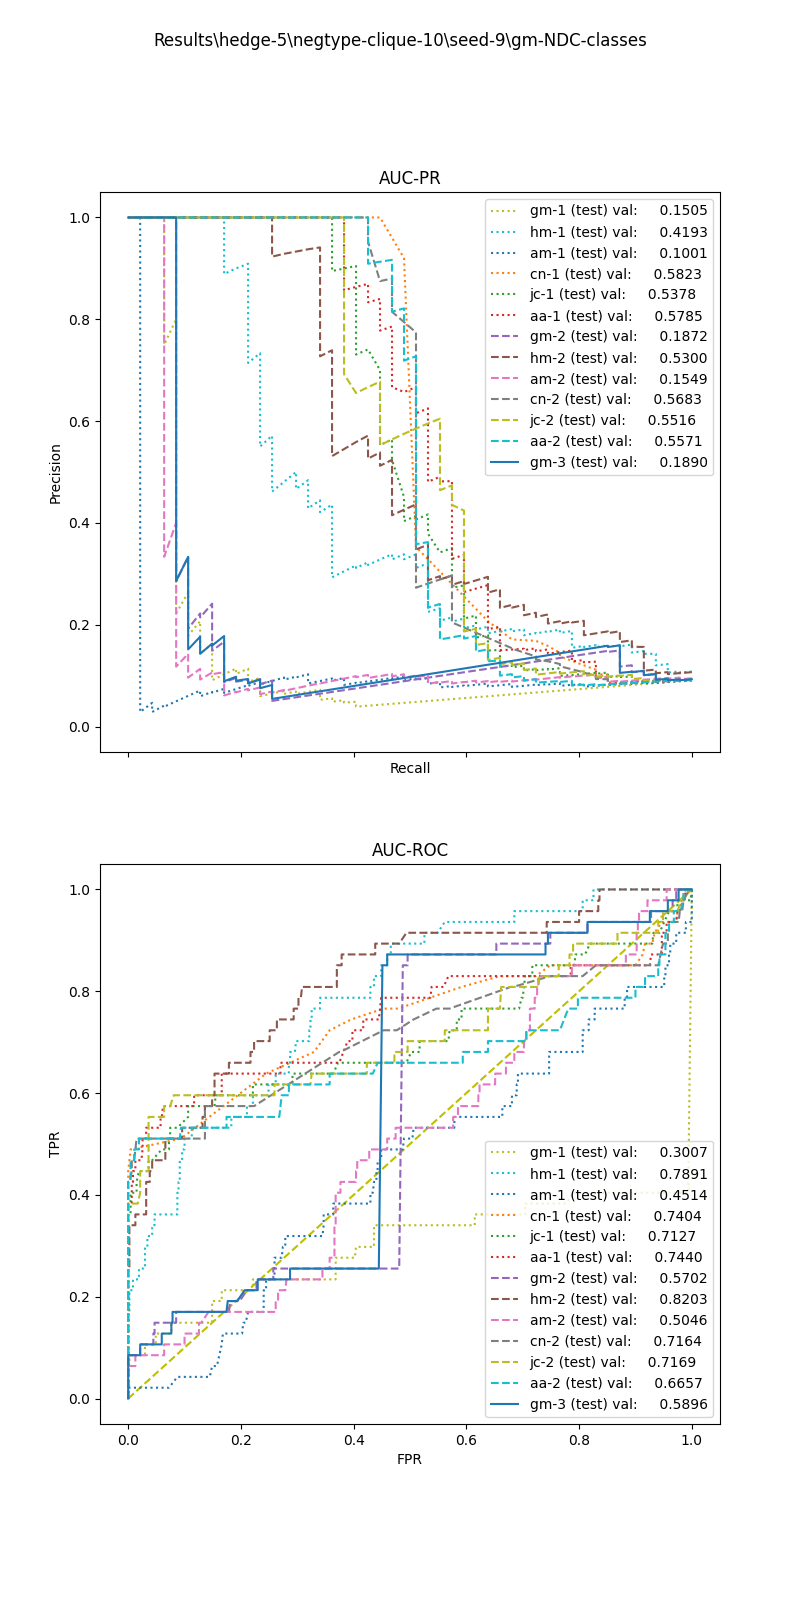 Results\hedge-5\negtype-clique-10\seed-9\gm-NDC-classes
AUC-PR
1.0
0.8
0.6
0.4
0.2
0.0
Precision
Recall
gm-1 (test) val: 0.1505
hm-1 (test) val: 0.4193
am-1 (test) val: 0.1001
cn-1 (test) val: 0.5823
jc-1 (test) val: 0.5378
aa-1 (test) val: 0.5785
gm-2 (test) val: 0.1872
hm-2 (test) val: 0.5300
am-2 (test) val: 0.1549
cn-2 (test) val: 0.5683
jc-2 (test) val: 0.5516
aa-2 (test) val: 0.5571
gm-3 (test) val: 0.1890
AUC-ROC
1.0
0.8
0.6
0.4
0.2
0.0
TPR
gm-1 (test) val: 0.3007
hm-1 (test) val: 0.7891
am-1 (test) val: 0.4514
cn-1 (test) val: 0.7404
jc-1 (test) val: 0.7127
aa-1 (test) val: 0.7440
gm-2 (test) val: 0.5702
hm-2 (test) val: 0.8203
am-2 (test) val: 0.5046
cn-2 (test) val: 0.7164
jc-2 (test) val: 0.7169
aa-2 (test) val: 0.6657
gm-3 (test) val: 0.5896
0.0 0.2 0.4 0.6 0.8 1.0
FPR